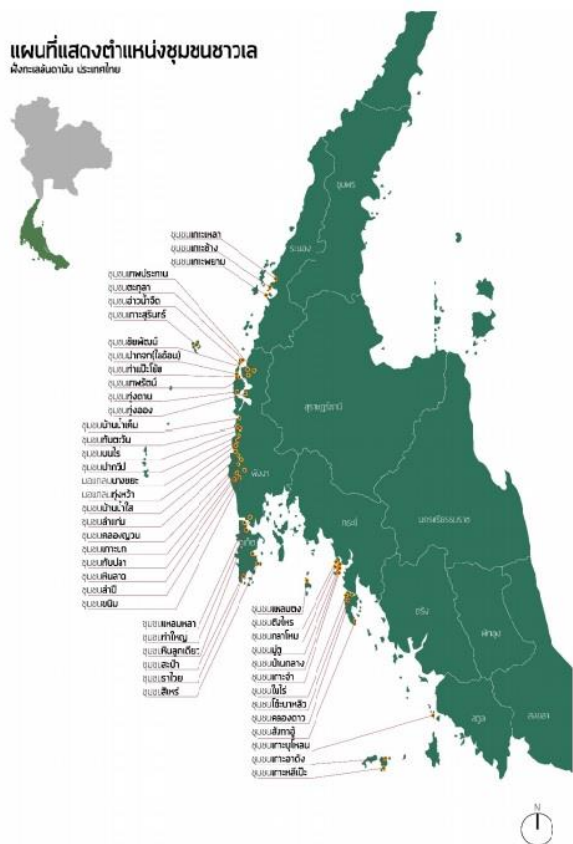 แผนที่แสดงตำแหน่งชุมชนชาวเล
ฝั่งทะเลอันดามัน ประเทศไทย
ชุมพร
ระนอง
ชุมชนเกาะเหลา
ชุมชนเกาะช้าง
ชุมชนเกาะพยาม
ชุมชนเทพประทาน
ชุมชนตะกุลา
ชุมชนอ่าวน้ำจืด
ชุมชนเกาะสุรินทร์
ชุมชนชัยพัฒน์
ชุมชนปากจก(ไผ่อ้อม)
ชุมชนท่าแป๊ะโย้ย
ชุมชนเทพรัตน์
ชุมชนทุ่งดาบ
ชุมชนทุ่งออง
ชุมชนบ้านน้ำเค็ม
ชุมชนทับตะวัน
ชุมชนบนไร่
ชุมชนปากวีป
มอแกลนบางขยะ
มอแกลนทุ่งหว้า
ชุมชนบ้านน้ำใส
ชุมชนลำแก่น
ชุมชนคลองญวน
ชุมชนเกาะนก
ชุมชนทับปลา
ชุมชนหินลาด
ชุมชนลำปี
ชุมชนขนิม
สุราษฎร์ธานี
พังงา
กระบี่
นครศรีธรรมราช
ภูเก็ต
ตรัง
พัทลุง
สตูล
สงขลา
ชุมชนแหลมหลา
ชุมชนท่าใหญ่
ชุมชนหินลูกเดียว
ชุมชนสะปำ
ชุมชนราไวย์
ชุมชนสิเหร่
ชุมชนแหลมตง
ชุมชนติงไหร
ชุมชนกลาโหม
ชุมชนมู่ตู
ชุมชนบ้านกลาง
ชุมชนเกาะจำ
ชุมชนในไร่
ชุมชนโต๊ะบาหลิว
ชุมชนคลองดาว
ชุมชนสังกาอู้
ชุมชนเกาะบุโหลน
ชุมชนเกาะอาดัง
ชุมชนเกาะหลีเป๊ะ
N